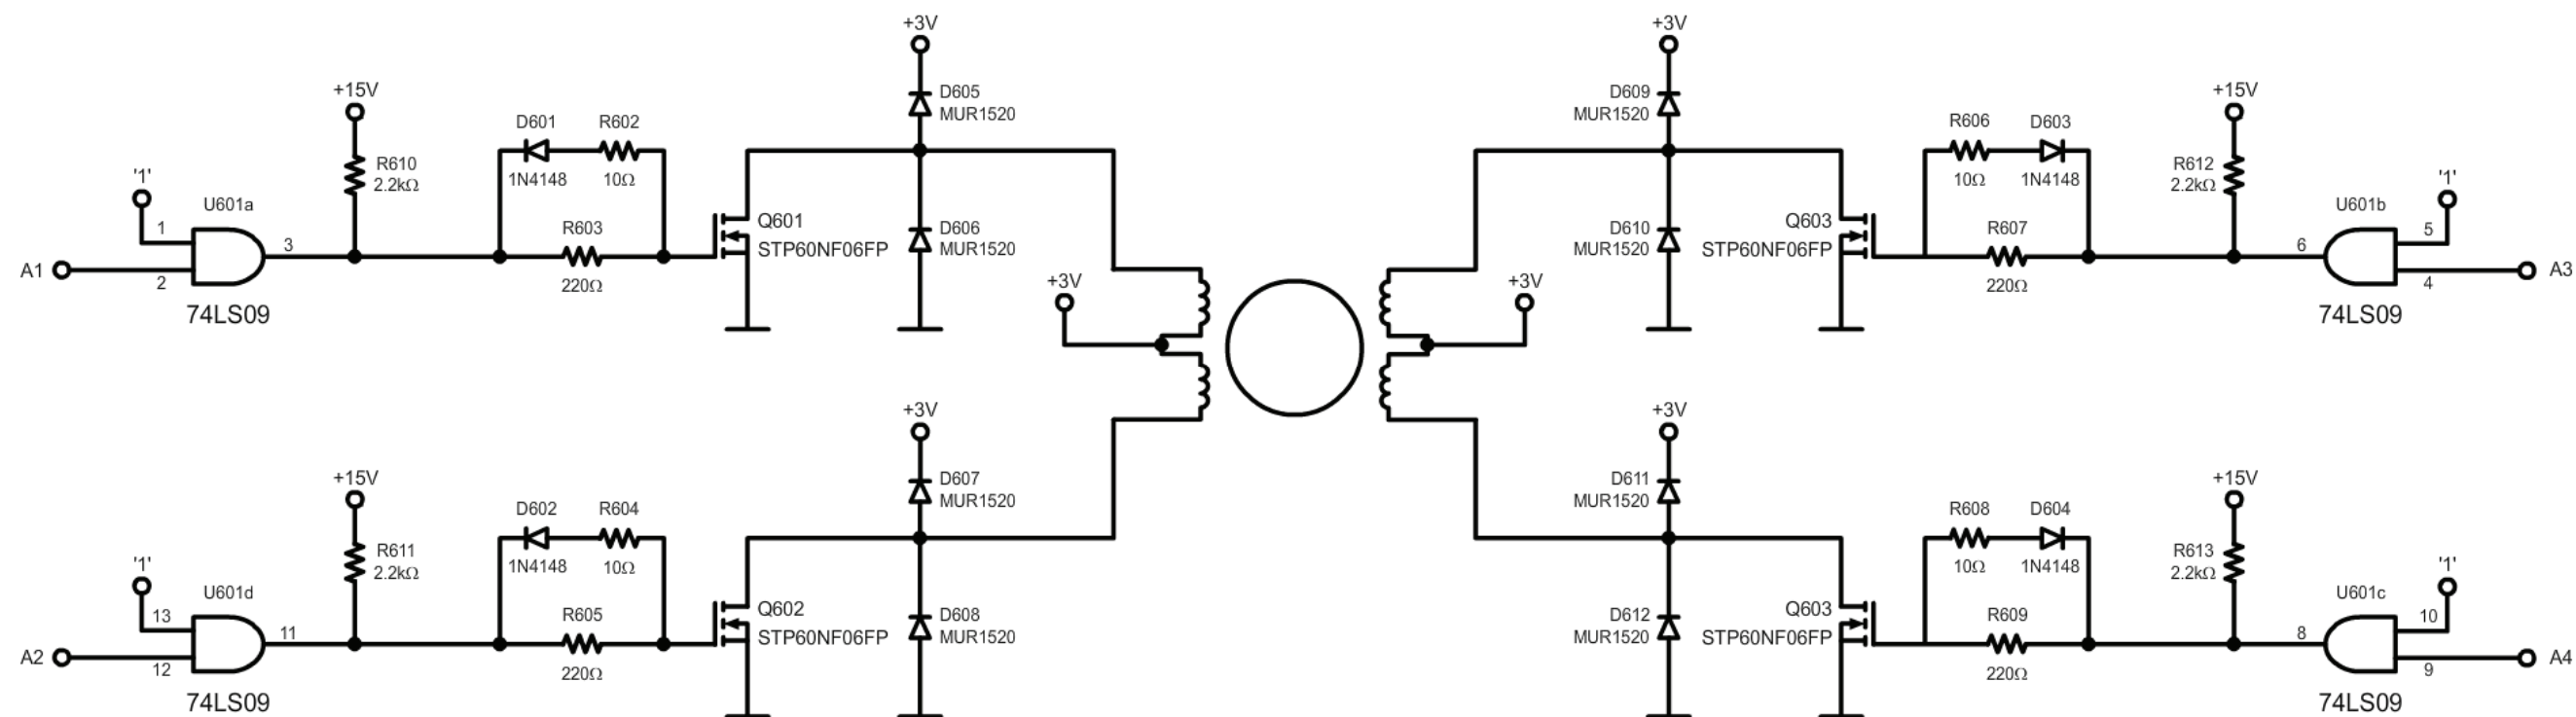 +3V
+3V
+15V
D605
MUR1520
D609
MUR1520
+15V
D601
R602
R606
D603
R610
2.2kΩ
R612
2.2kΩ
'1'
1N4148
10Ω
10Ω
1N4148
'1'
U601a
U601b
1
3
R603
Q601
STP60NF06FP
D606
MUR1520
D610
MUR1520
Q603
STP60NF06FP
R607
6
5
A1
2
220Ω
+3V
+3V
220Ω
4
A3
74LS09
74LS09
+3V
+3V
+15V
D607
MUR1520
D611
MUR1520
+15V
D602
R604
R608
D604
R611
2.2kΩ
R613
2.2kΩ
'1'
1N4148
10Ω
10Ω
1N4148
'1'
U601d
U601c
13
11
R605
Q602
STP60NF06FP
D608
MUR1520
D612
MUR1520
Q603
STP60NF06FP
R609
8
10
A2
12
220Ω
220Ω
9
A4
74LS09
74LS09